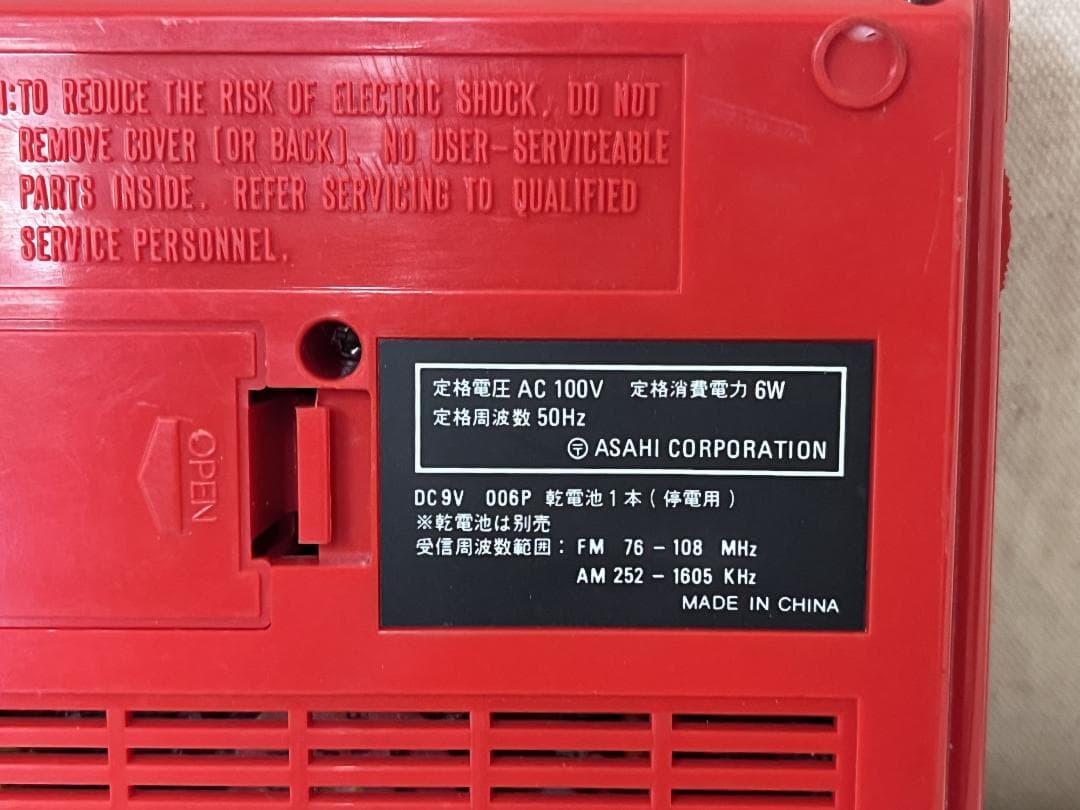 :TO REDUCE THE RISK OF ELECTRIC SHOCK, DO NOT
REMOVE COVER (OR BACK), NO USER-SERVICEABLE
PARTS INSIDE. REFER SERVICING TO QUALIFIED
SERVICE PERSONNEL.
OPEN
定格電圧 AC 100V 定格消費電力 6W
定格周波数 50Hz
〶 ASAHI CORPORATION
DC9V 006P 乾電池1本(停電用)
※乾電池は別売
受信周波数範囲: FM 76-108 MHz
AM 252-1605 KHz
MADE IN CHINA